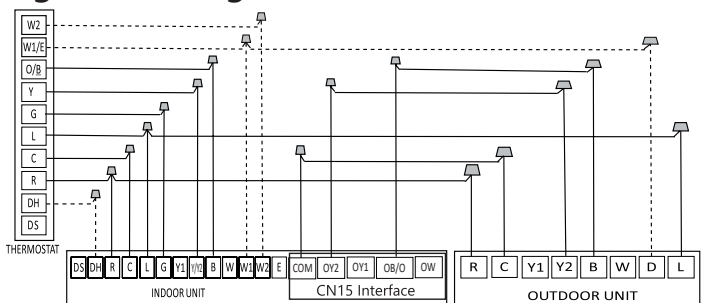 W2
W1/E
O/B
Y
G
L
C
R
DH
DS
THERMOSTAT
DS DH R C L G Y1 Y/Y2 B W W1 W2 E COM OY2 OY1 OB/O OW
INDOOR UNIT
CN15 Interface
R C Y1 Y2 B W D L
OUTDOOR UNIT